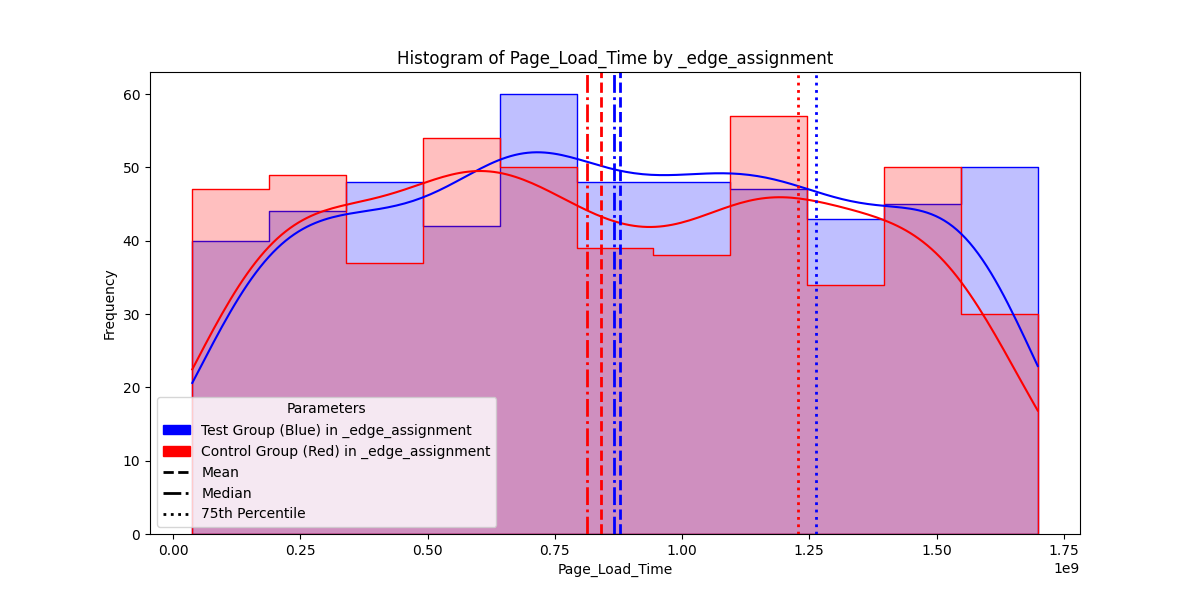 Histogram of Page_Load_Time by _edge_assignment
60
50
40
30
20
10
0
Frequency
Parameters
Test Group (Blue) in _edge_assignment
Control Group (Red) in _edge_assignment
Mean
Median
75th Percentile
0.00 0.25 0.50 0.75 1.00 1.25 1.50 1.75
1e9
Page_Load_Time